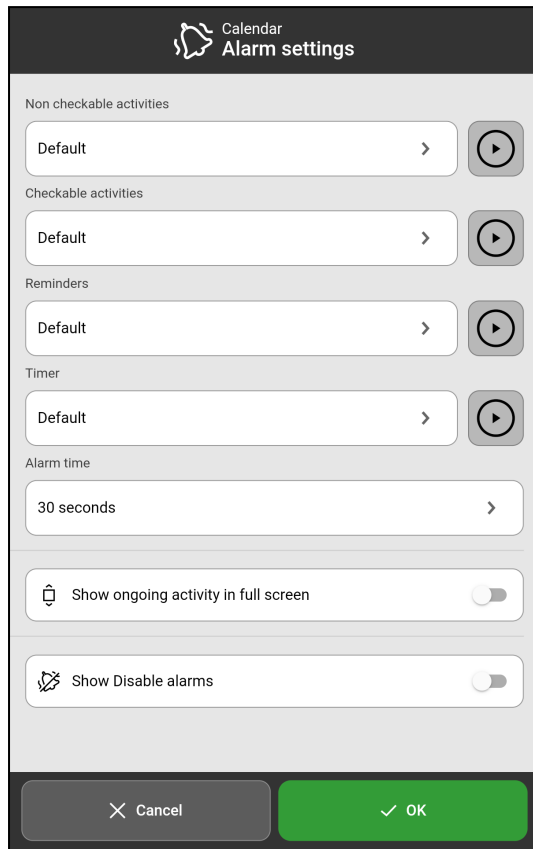 Calendar
Alarm settings
Non checkable activities
Default
Checkable activities
Default
Reminders
Default
Timer
Default
Alarm time
30 seconds
Show ongoing activity in full screen
Show Disable alarms
Cancel
OK